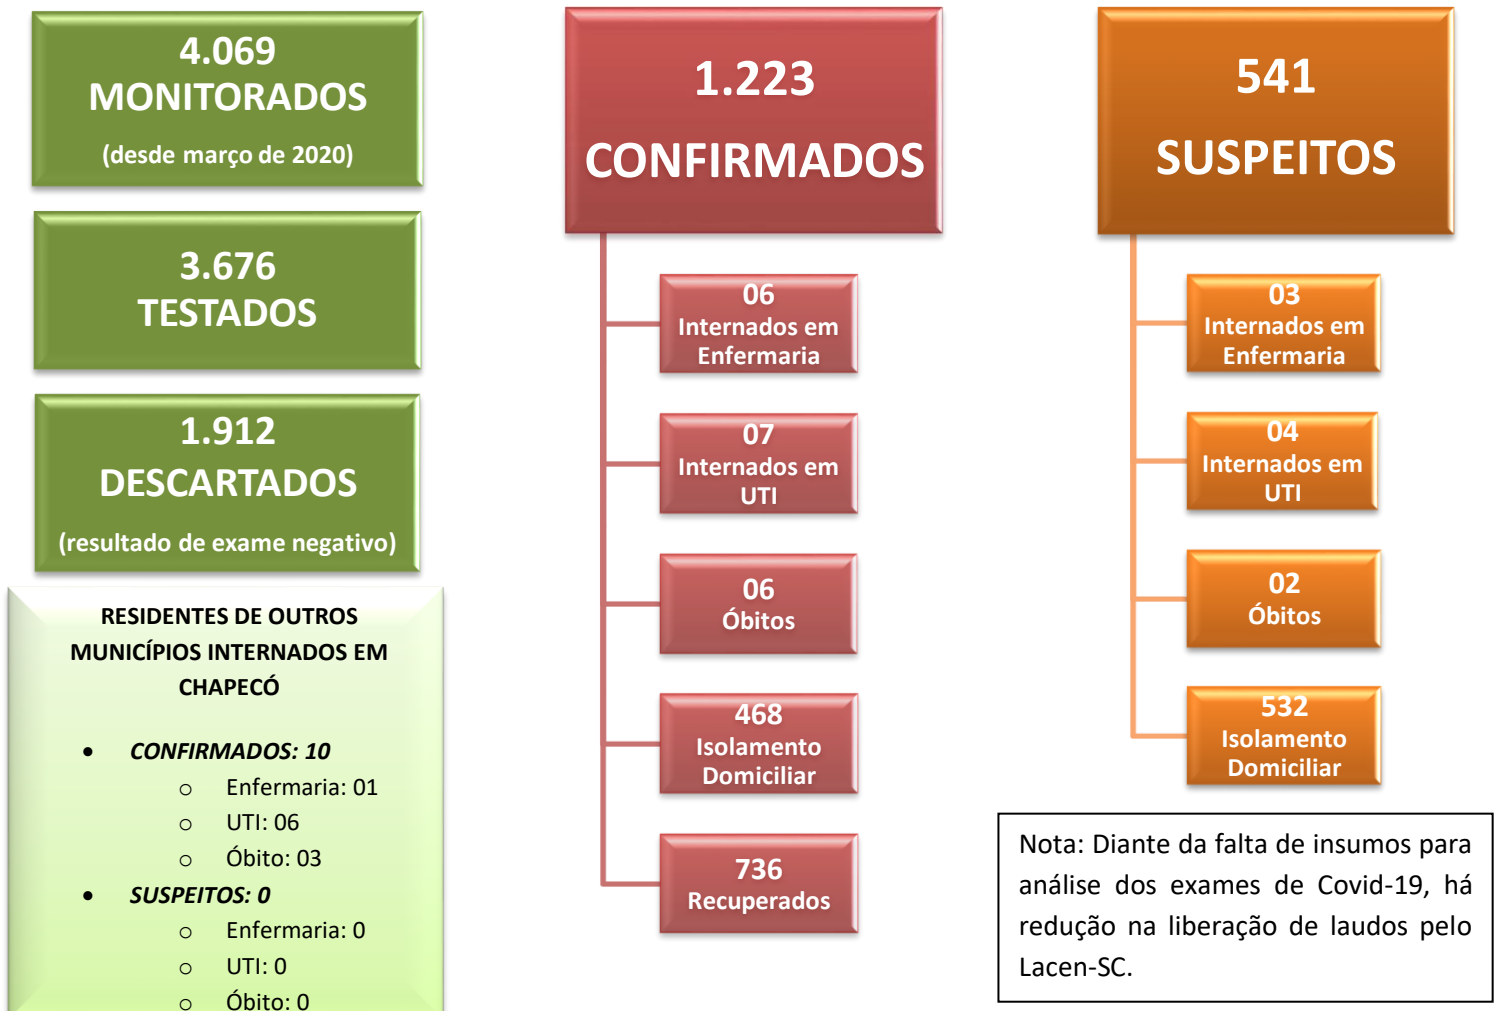 4.069
MONITORADOS
(desde março de 2020)
3.676
TESTADOS
1.912
DESCARTADOS
(resultado de exame negativo)
RESIDENTES DE OUTROS
MUNICÍPIOS INTERNADOS EM
CHAPECÓ
• CONFIRMADOS: 10
o Enfermaria: 01
o UTI: 06
o Óbito: 03
• SUSPEITOS: 0
o Enfermaria: 0
o UTI: 0
o Óbito: 0
1.223
CONFIRMADOS
06
Internados em
Enfermaria
07
Internados em
UTI
06
Óbitos
468
Isolamento
Domiciliar
736
Recuperados
541
SUSPEITOS
03
Internados em
Enfermaria
04
Internados em
UTI
02
Óbitos
532
Isolamento
Domiciliar
Nota: Diante da falta de insumos para
análise dos exames de Covid-19, há
redução na liberação de laudos pelo
Lacen-SC.